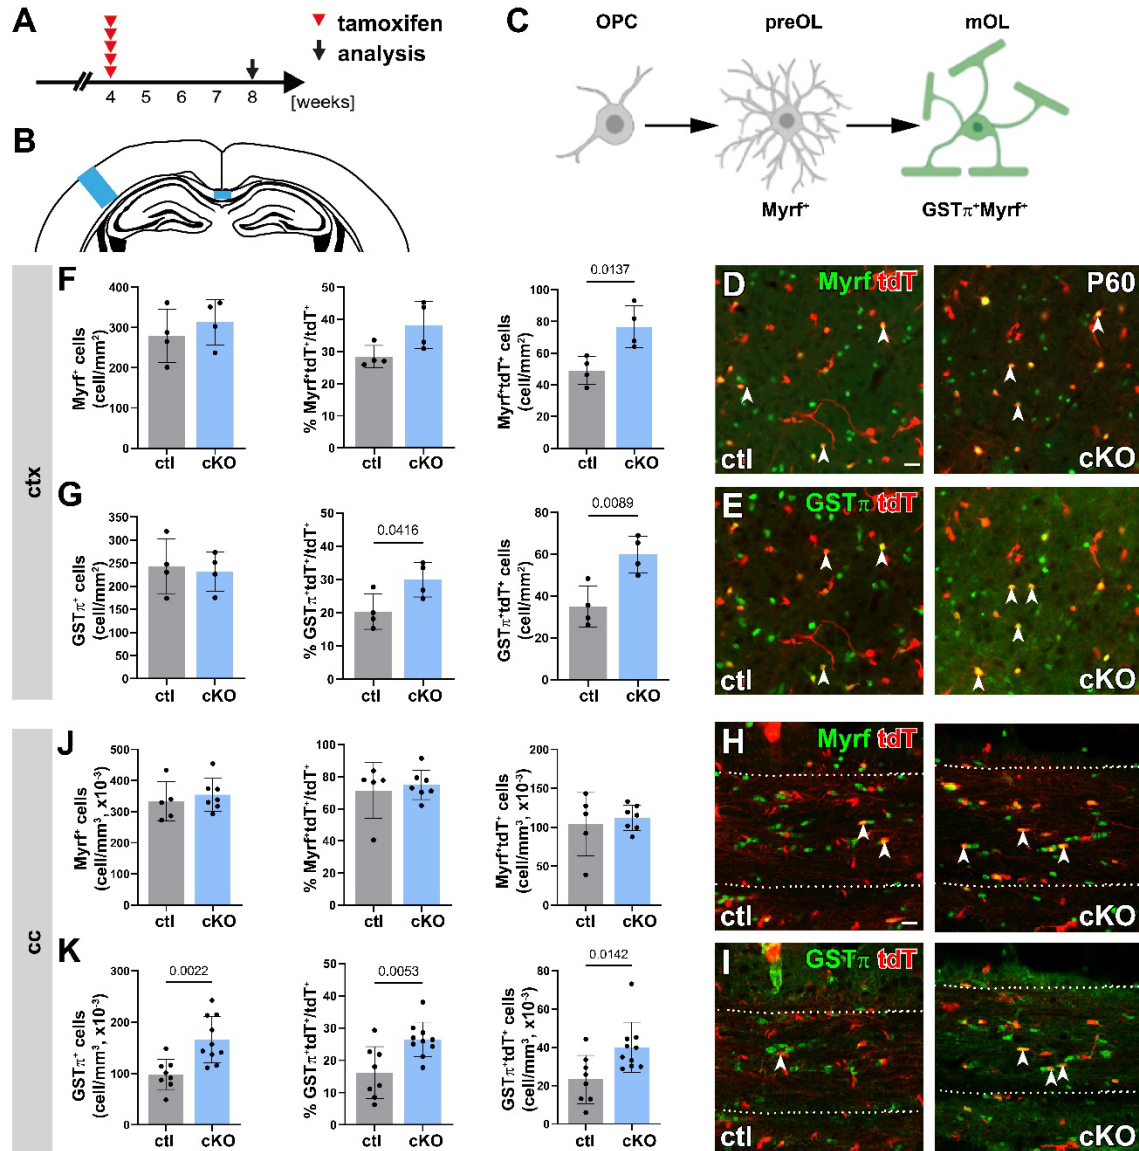 A
tamoxifen
analysis
4 5 6 7 8 [weeks]
B
C
OPC preOL mOL
Myrf⁺ GSTπ⁺Myrf⁺
ctx
F
Myrf⁺ cells
(cell/mm²)
400
300
200
100
0
ctl cKO
% Myrf⁺tdT⁺/tdT⁺
50
40
30
20
10
0
ctl cKO
Myrf⁺tdT⁺ cells
(cell/mm²)
100
80
60
40
20
0
0.0137
ctl cKO
D
Myrf tdT
ctl
P60
cKO
G
GSTπ⁺ cells
(cell/mm²)
350
300
250
200
150
100
50
0
ctl cKO
% GSTπ⁺tdT⁺/tdT⁺
50
40
30
20
10
0
0.0416
ctl cKO
GSTπ⁺tdT⁺ cells
(cell/mm²)
80
60
40
20
0
0.0089
ctl cKO
E
GSTπ tdT
ctl
cKO
cc
J
Myrf⁺ cells
(cell/mm³, x10⁻³)
500
400
300
200
100
0
ctl cKO
% Myrf⁺tdT⁺/tdT⁺
100
80
60
40
20
0
ctl cKO
Myrf⁺tdT⁺ cells
(cell/mm³, x10⁻³)
200
150
100
50
0
ctl cKO
H
Myrf tdT
ctl
cKO
K
GSTπ⁺ cells
(cell/mm³, x10⁻³)
300
200
100
0
0.0022
ctl cKO
% GSTπ⁺tdT⁺/tdT⁺
50
40
30
20
10
0
0.0053
ctl cKO
GSTπ⁺tdT⁺ cells
(cell/mm³, x10⁻³)
80
60
40
20
0
0.0142
ctl cKO
I
GSTπ tdT
ctl
cKO